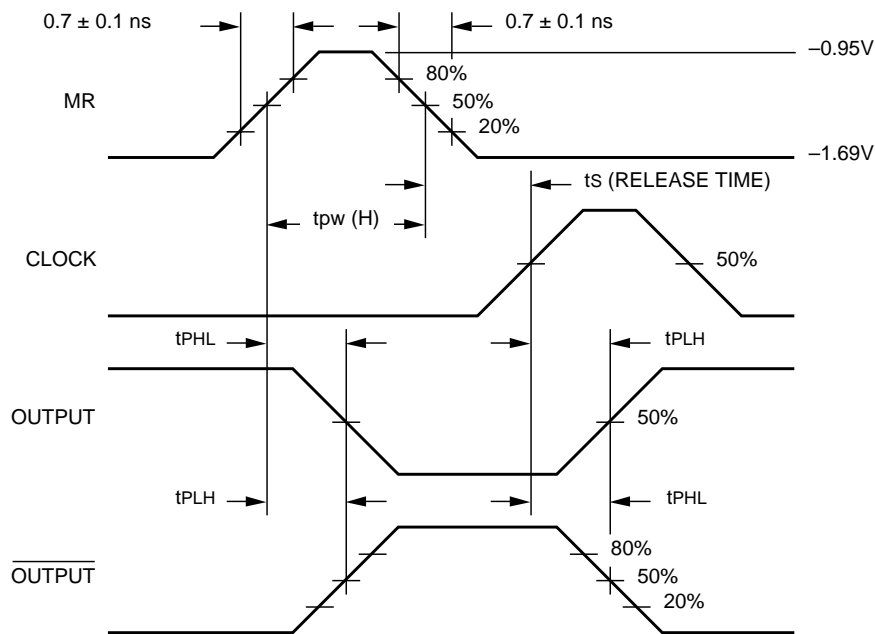 0.7 ± 0.1 ns
0.7 ± 0.1 ns
–0.95V
80%
MR
50%
20%
–1.69V
tS (RELEASE TIME)
tpw (H)
CLOCK
50%
tPHL
tPLH
OUTPUT
50%
tPLH
tPHL
80%
OUTPUT
50%
20%